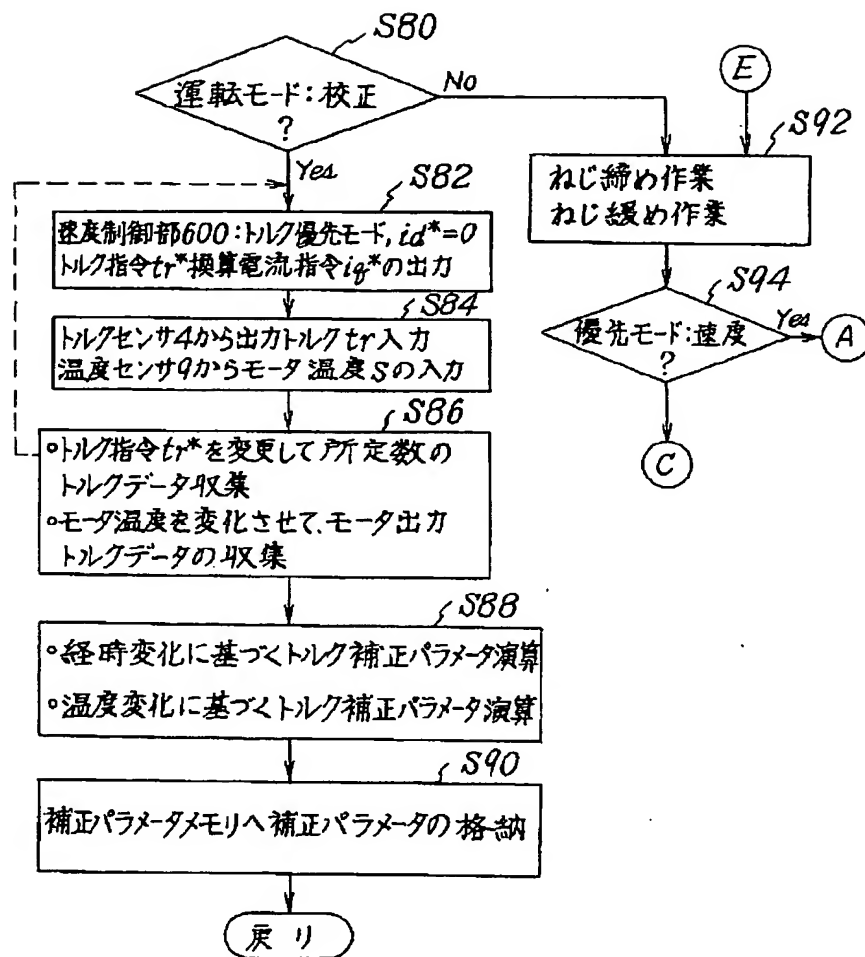 S80
運転モード:校正
?
No
Yes
S82
速度制御部600:トルク優先モード, id*=0
トルク指令tr*換算電流指令iq*の出力
S84
トルクセンサ4から出力トルクtr入力
温度センサ9からモータ温度Sの入力
S86
○トルク指令tr*を変更して所定数の
トルクデータ収集
○モータ温度を変化させて、モータ出力
トルクデータの収集
S88
○経時変化に基づくトルク補正パラメータ演算
○温度変化に基づくトルク補正パラメータ演算
S90
補正パラメータメモリへ補正パラメータの格納
戻り
E
S92
ねじ締め作業
ねじ緩め作業
S94
優先モード:速度
?
Yes
A
C